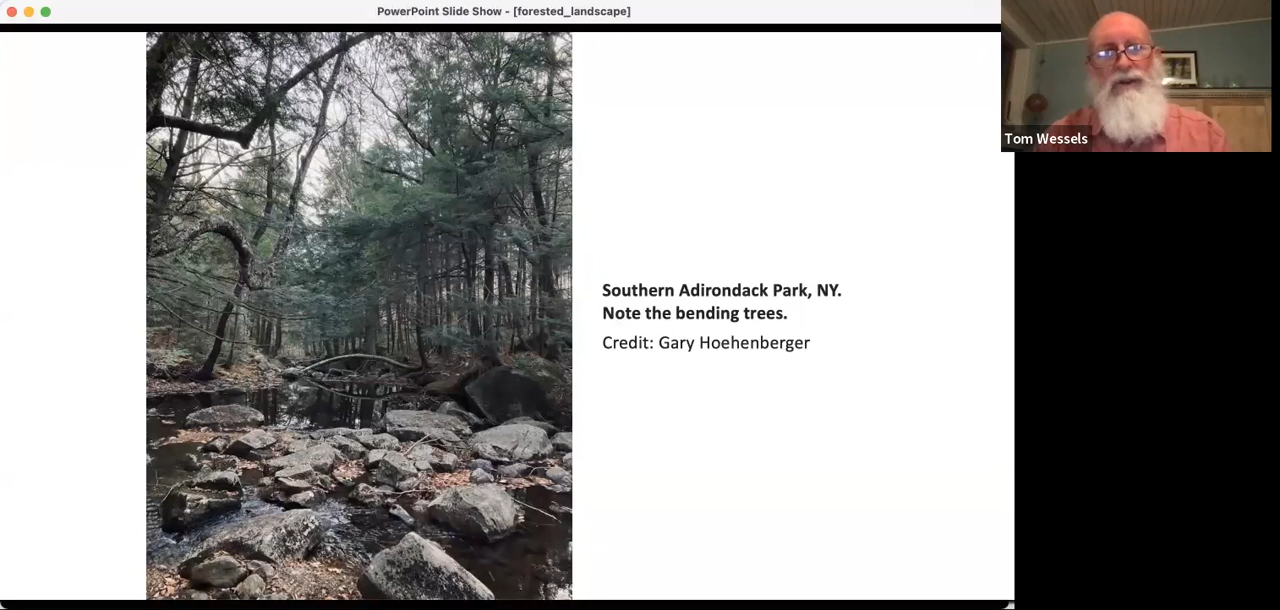 PowerPoint Slide Show - [forested_landscape]
Tom Wessels
Southern Adirondack Park, NY.
Note the bending trees.
Credit: Gary Hoehenberger